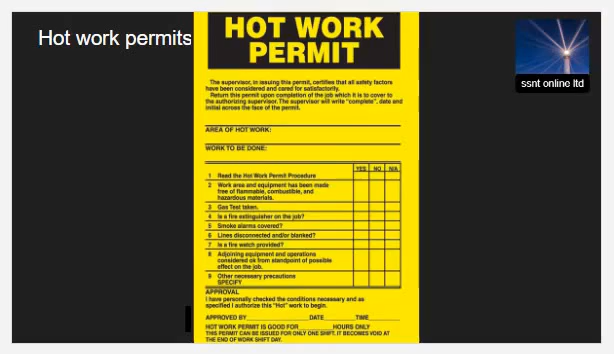 Hot work permits
HOT WORK
PERMIT
ssnt online ltd
The supervisor, in issuing this permit, certifies that all safety factors
have been considered and cared for satisfactorily.
Return this permit upon completion of the job which it is to cover to
the authorizing supervisor. The supervisor will write "complete", date and
initial across the face of the permit.
AREA OF HOT WORK:
WORK TO BE DONE:
YES NO N/A
1 Read the Hot Work Permit Procedure
2 Work area and equipment has been made
free of flammable, combustible, and
hazardous materials.
3 Gas Test taken.
4 Is a fire extinguisher on the job?
5 Smoke alarms covered?
6 Lines disconnected and/or blanked?
7 Is a fire watch provided?
8 Adjoining equipment and operations
considered ok from standpoint of possible
effect on the job.
9 Other necessary precautions
SPECIFY
APPROVAL
I have personally checked the conditions necessary and as
specified I authorize this "Hot" work to begin.
APPROVED BY DATE TIME
HOT WORK PERMIT IS GOOD FOR HOURS ONLY
THIS PERMIT CAN BE ISSUED FOR ONLY ONE SHIFT. IT BECOMES VOID AT
THE END OF WORK SHIFT DAY.